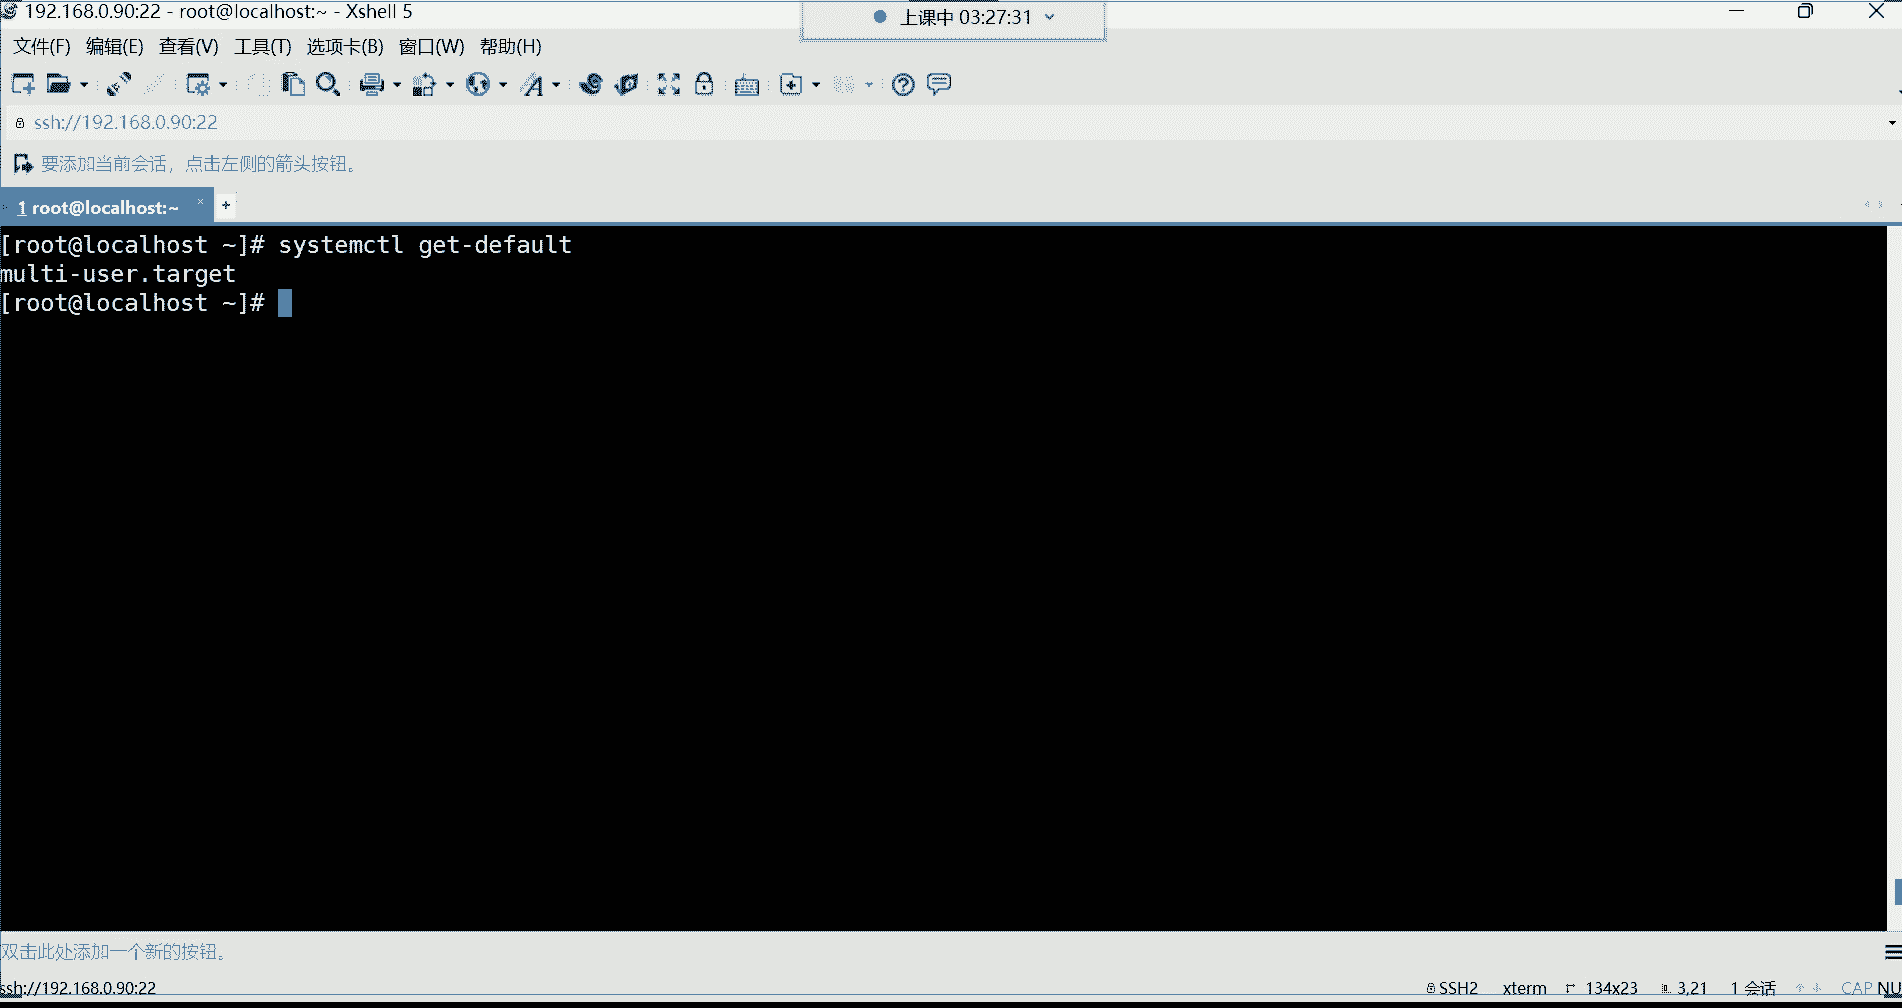 192.168.0.90:22 - root@localhost:~ - Xshell 5
上课中 03:27:31
文件(F) 编辑(E) 查看(V) 工具(T) 选项卡(B) 窗口(W) 帮助(H)
ssh://192.168.0.90:22
要添加当前会话，点击左侧的箭头按钮。
1 root@localhost:~ × +
[root@localhost ~]# systemctl get-default
multi-user.target
[root@localhost ~]#
双击此处添加一个新的按钮。
ssh://192.168.0.90:22 SSH2 xterm 134x23 3,21 1 会话 CAP NU